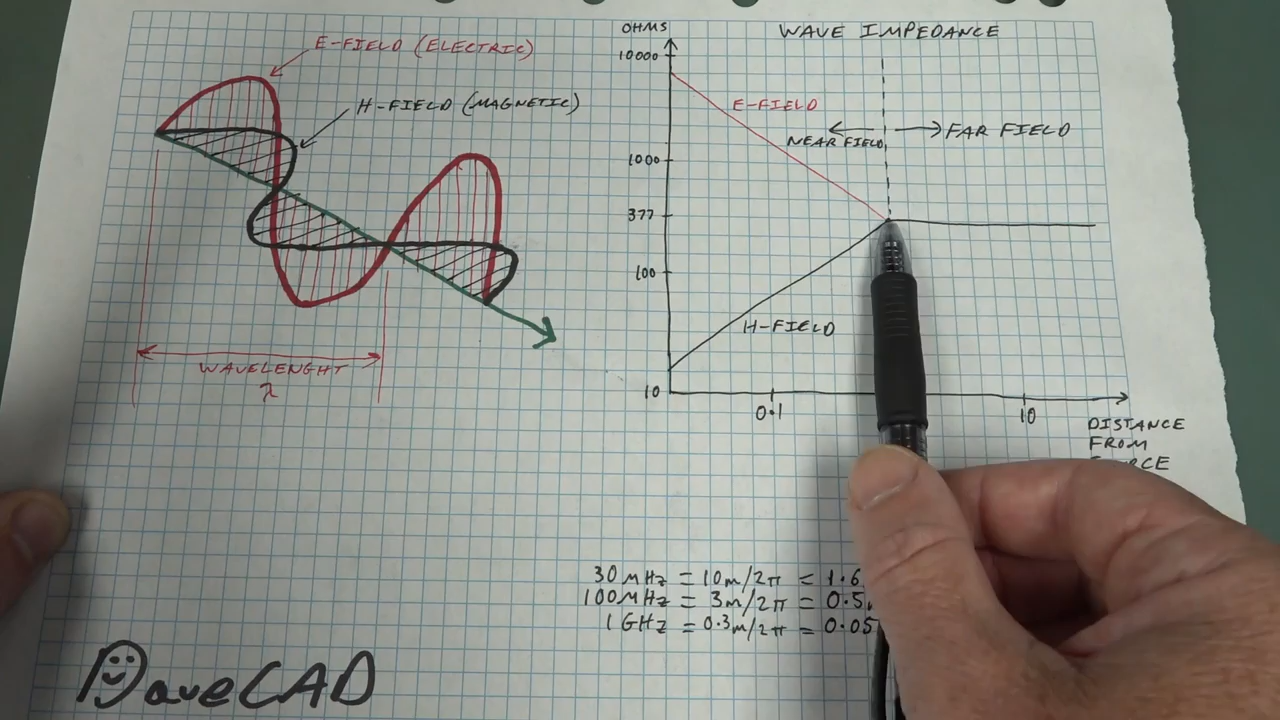 E-FIELD (ELECTRIC)
H-FIELD (MAGNETIC)
WAVELENGHT
λ
OHMS
WAVE IMPEDANCE
10000
1000
377
100
10
E-FIELD
NEAR FIELD
FAR FIELD
H-FIELD
0.1
10
DISTANCE
FROM
30MHz = 10m/2π = 1.6
100MHz = 3m/2π = 0.5
1GHz = 0.3m/2π = 0.05
DaveCAD